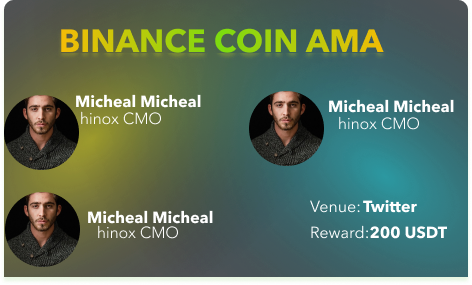 BINANCE COIN AMA
Micheal Micheal
hinox CMO
Micheal Micheal
hinox CMO
Micheal Micheal
hinox CMO
Venue: Twitter
Reward:200 USDT